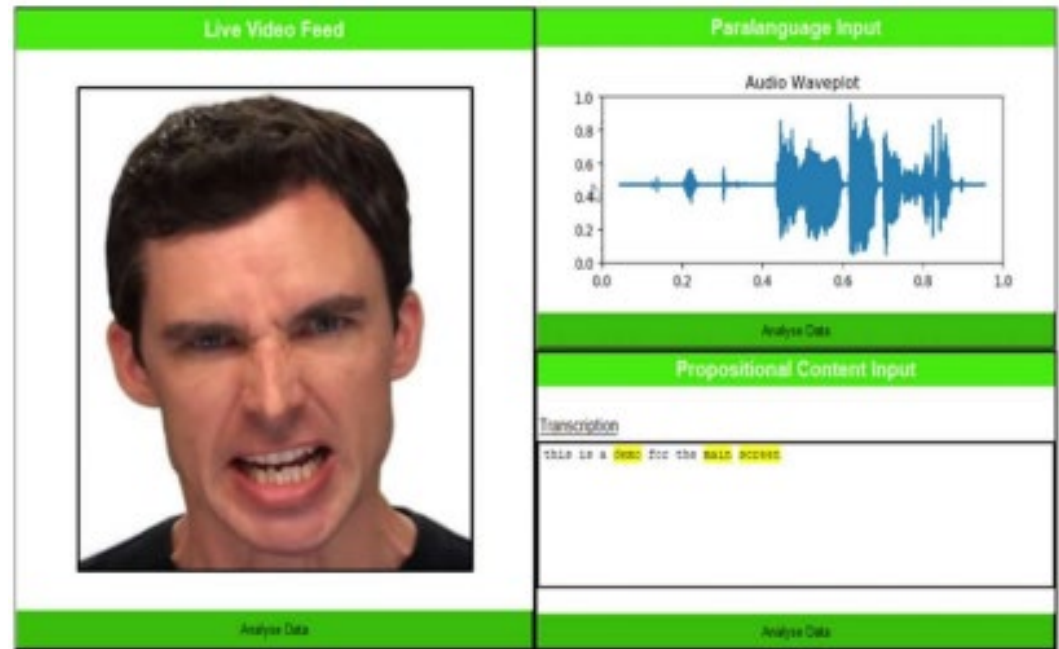 Live Video Feed
Analyse Data
Paralanguage Input
Audio Waveplot
1.0
0.8
0.6
0.4
0.2
0.0
0.0 0.2 0.4 0.6 0.8 1.0
Analyse Data
Propositional Content Input
Transcription
this is a demo for the main screen
Analyse Data